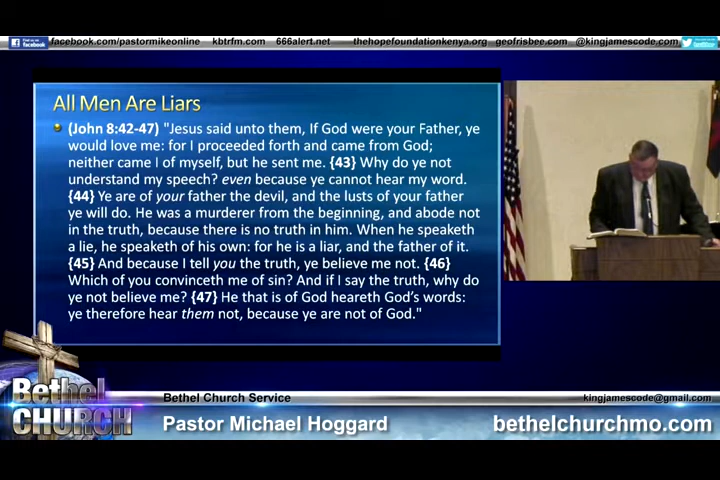 Find us on facebook facebook.com/pastormikeonline kbtrfm.com 666alert.net thehopefoundationkenya.org geofrisbee.com @kingjamescode.com
All Men Are Liars
(John 8:42-47) "Jesus said unto them, If God were your Father, ye
would love me: for I proceeded forth and came from God;
neither came I of myself, but he sent me. {43} Why do ye not
understand my speech? even because ye cannot hear my word.
{44} Ye are of your father the devil, and the lusts of your father
ye will do. He was a murderer from the beginning, and abode not
in the truth, because there is no truth in him. When he speaketh
a lie, he speaketh of his own: for he is a liar, and the father of it.
{45} And because I tell you the truth, ye believe me not. {46}
Which of you convinceth me of sin? And if I say the truth, why do
ye not believe me? {47} He that is of God heareth God's words:
ye therefore hear them not, because ye are not of God."
Bethel
CHURCH
Bethel Church Service
kingjamescode@gmail.com
Pastor Michael Hoggard
bethelchurchmo.com